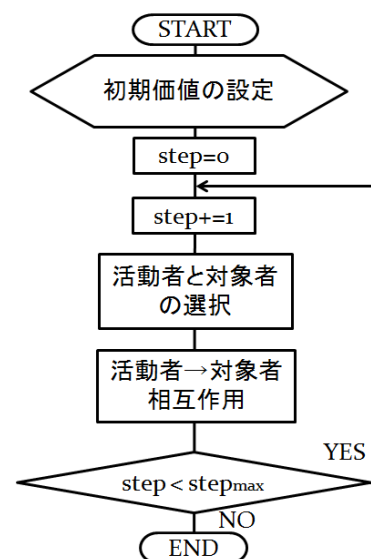 START
初期価値の設定
step=0
step+=1
活動者と対象者
の選択
活動者→対象者
相互作用
YES
step < stepmax
NO
END